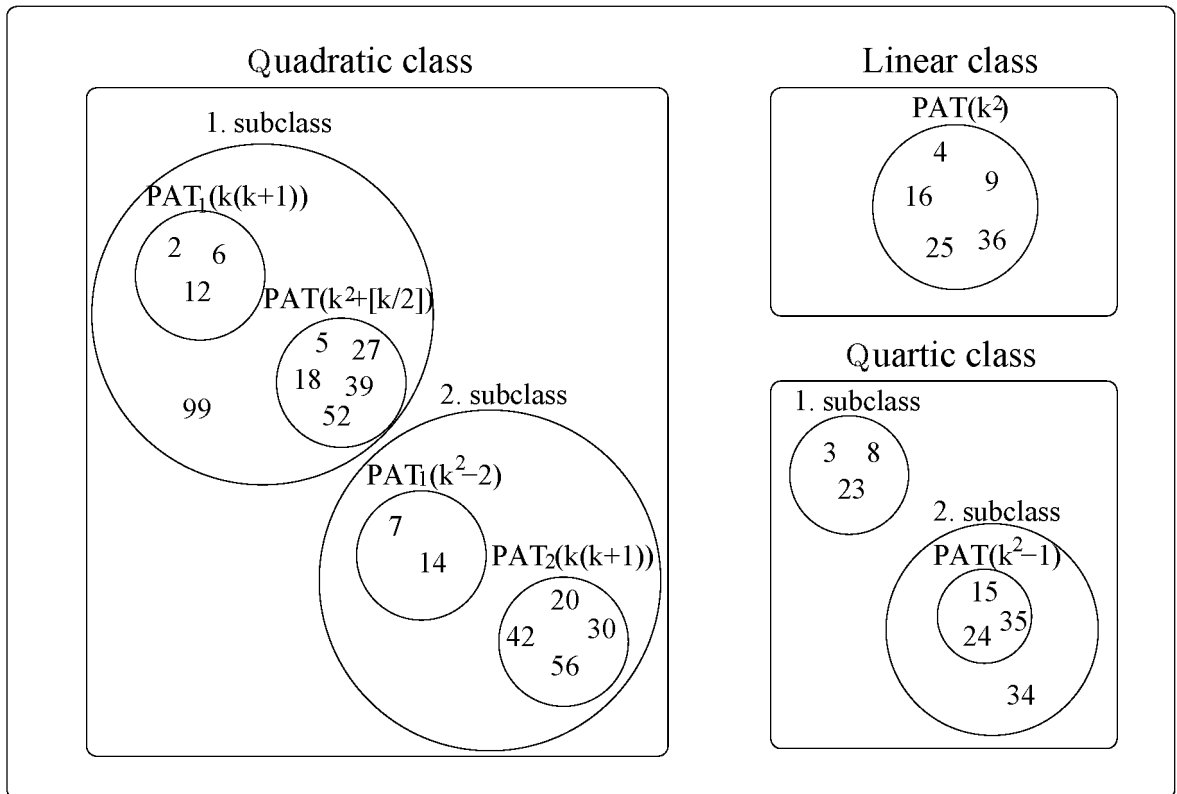 Quadratic class
1. subclass
PAT₁(k(k+1))
2 6
12
PAT(k²+[k/2])
5 27
18 39
52
99
2. subclass
PAT₁(k²−2)
7
14
PAT₂(k(k+1))
20
42 30
56
Linear class
PAT(k²)
4
16 9
25 36
Quartic class
1. subclass
3 8
23
2. subclass
PAT(k²−1)
15
24 35
34